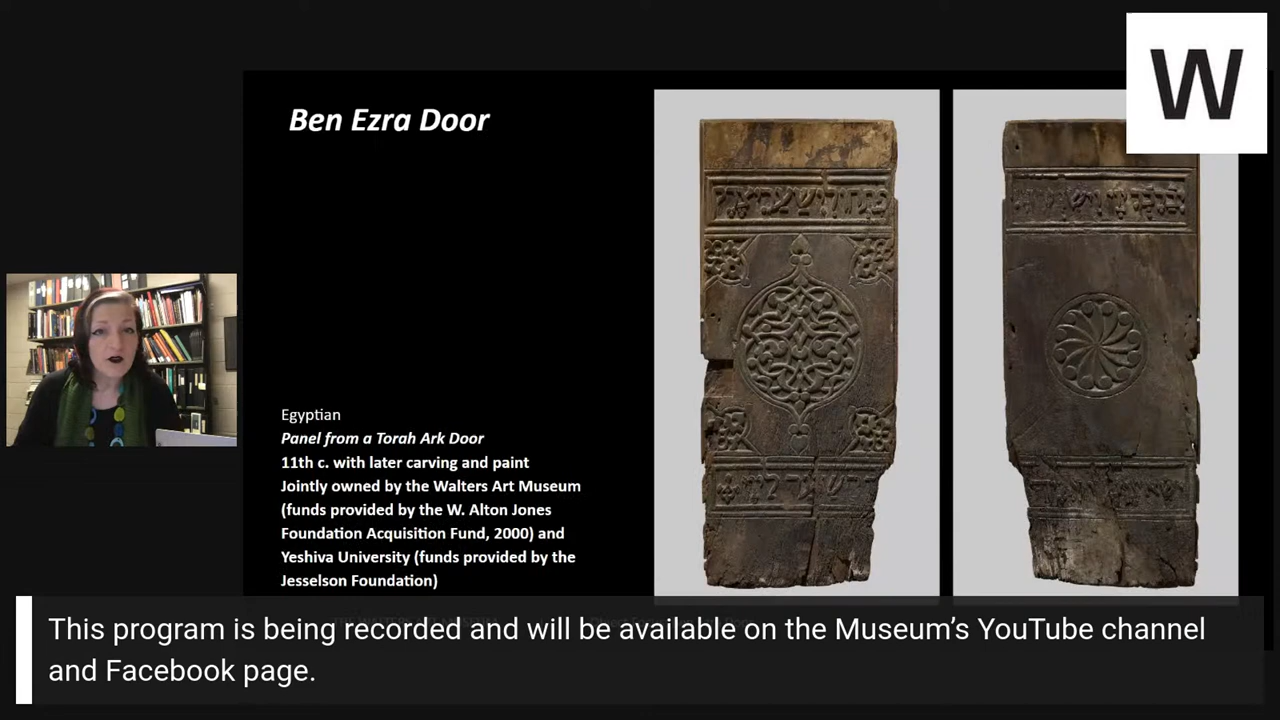 W
Ben Ezra Door
Egyptian
Panel from a Torah Ark Door
11th c. with later carving and paint
Jointly owned by the Walters Art Museum
(funds provided by the W. Alton Jones
Foundation Acquisition Fund, 2000) and
Yeshiva University (funds provided by the
Jesselson Foundation)
This program is being recorded and will be available on the Museum’s YouTube channel
and Facebook page.